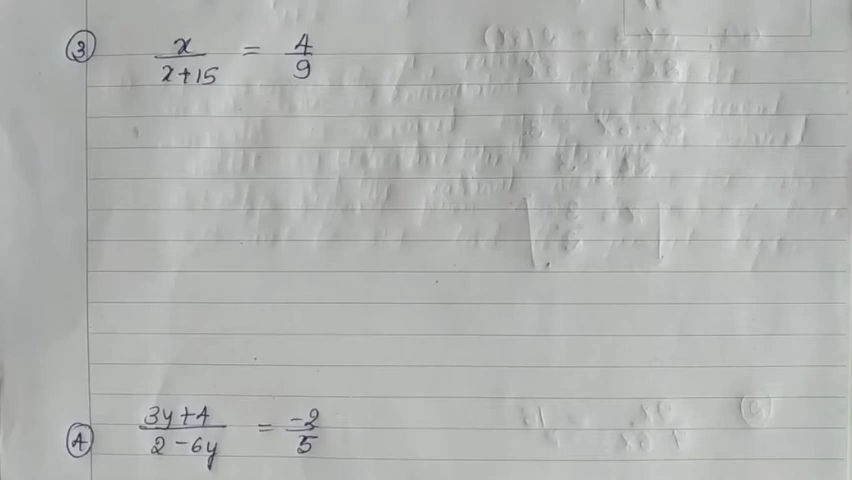 ③ x/(x+15) = 4/9
④ (3y+4)/(2-6y) = -2/5